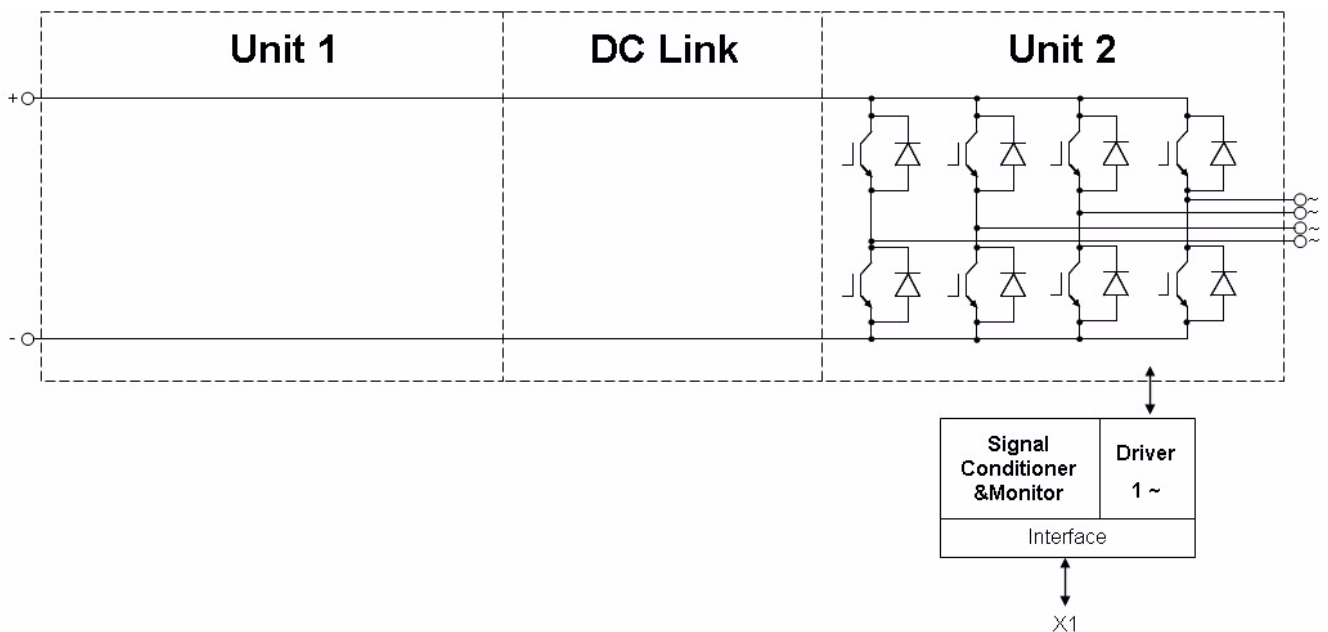 Unit 1
DC Link
Unit 2
+
~
~
~
~
-
Signal
Conditioner
&Monitor
Driver
1 ~
Interface
X1